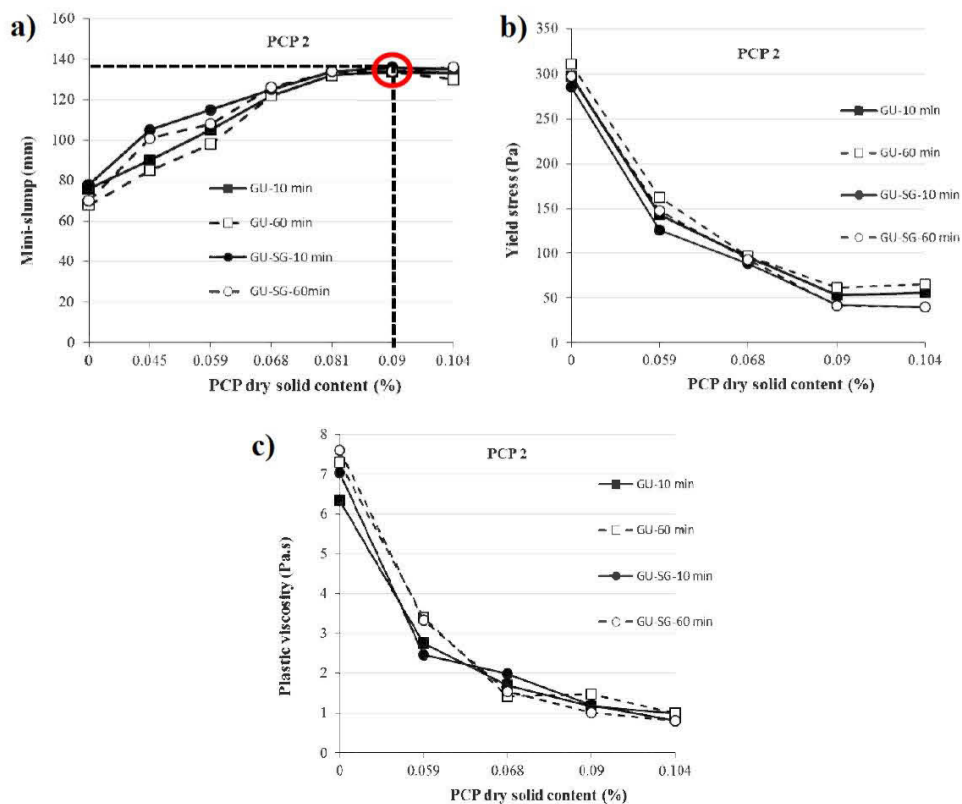 a)
PCP 2
Mini-slump (mm)
160
140
120
100
80
60
40
20
0
GU-10 min
GU-60 min
GU-SG-10 min
GU-SG-60min
0 0.045 0.059 0.068 0.081 0.09 0.104
PCP dry solid content (%)
b)
PCP 2
Yield stress (Pa)
350
300
250
200
150
100
50
0
GU-10 min
GU-60 min
GU-SG-10 min
GU-SG-60 min
0 0.059 0.068 0.09 0.104
PCP dry solid content (%)
c)
PCP 2
Plastic viscosity (Pa.s)
8
7
6
5
4
3
2
1
0
GU-10 min
GU-60 min
GU-SG-10 min
GU-SG-60 min
0 0.059 0.068 0.09 0.104
PCP dry solid content (%)